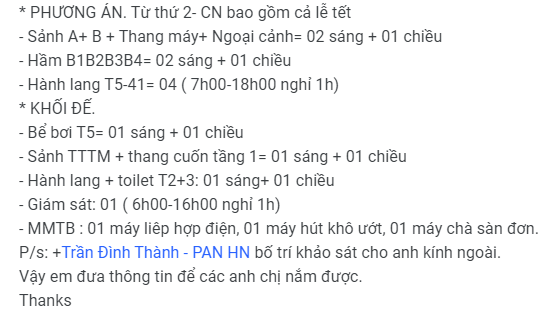 * PHƯƠNG ÁN. Từ thứ 2- CN bao gồm cả lễ tết
- Sảnh A+ B + Thang máy+ Ngoại cảnh= 02 sáng + 01 chiều
- Hầm B1B2B3B4= 02 sáng + 01 chiều
- Hành lang T5-41= 04 ( 7h00-18h00 nghỉ 1h)
* KHỐI ĐẾ.
- Bể bơi T5= 01 sáng + 01 chiều
- Sảnh TTTM + thang cuốn tầng 1= 01 sáng + 01 chiều
- Hành lang + toilet T2+3: 01 sáng+ 01 chiều
- Giám sát: 01 ( 6h00-16h00 nghỉ 1h)
- MMTB : 01 máy liêp hợp điện, 01 máy hút khô ướt, 01 máy chà sàn đơn.
P/s: +Trần Đình Thành - PAN HN bố trí khảo sát cho anh kính ngoài.
Vậy em đưa thông tin để các anh chị nắm được.
Thanks